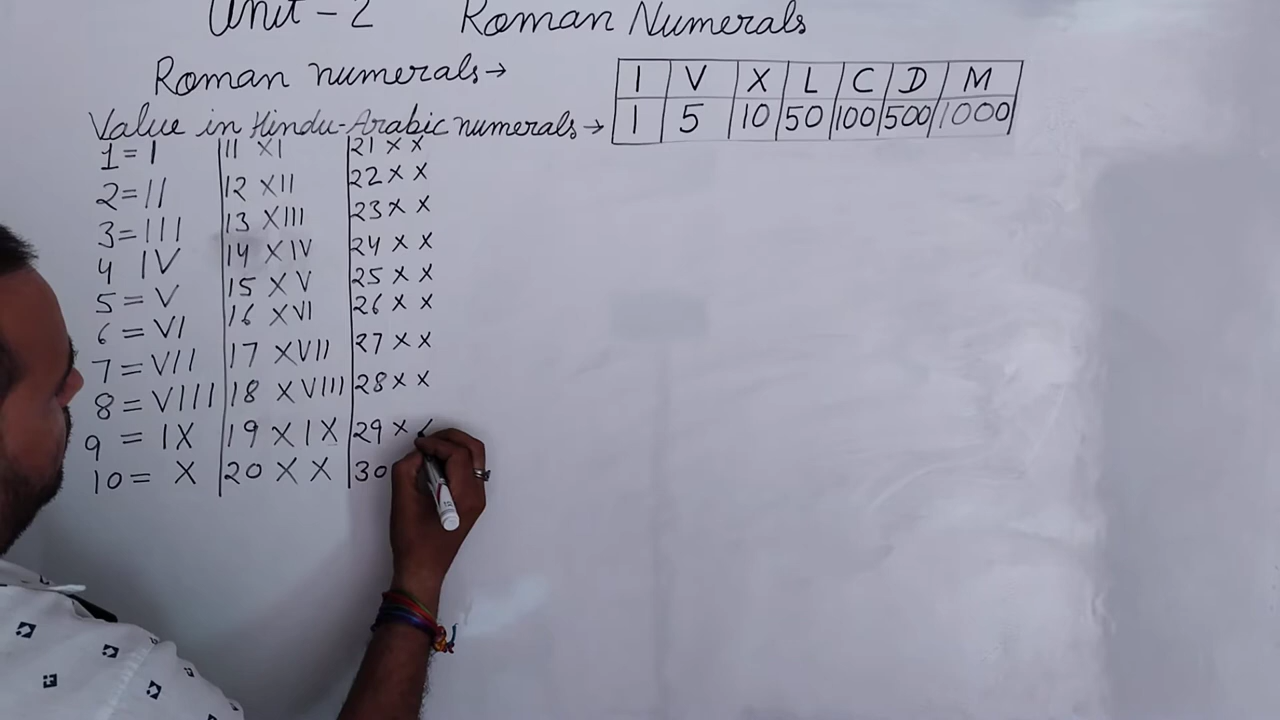 Unit - 2 Roman Numerals
Roman numerals →
I V X L C D M
Value in Hindu-Arabic numerals →
1 5 10 50 100 500 1000
1 = I
2 = II
3 = III
4 IV
5 = V
6 = VI
7 = VII
8 = VIII
9 = IX
10 = X
11 XI
12 XII
13 XIII
14 XIV
15 XV
16 XVI
17 XVII
18 XVIII
19 XIX
20 XX
21 XX
22 XX
23 XX
24 XX
25 XX
26 XX
27 XX
28 XX
29 X
30